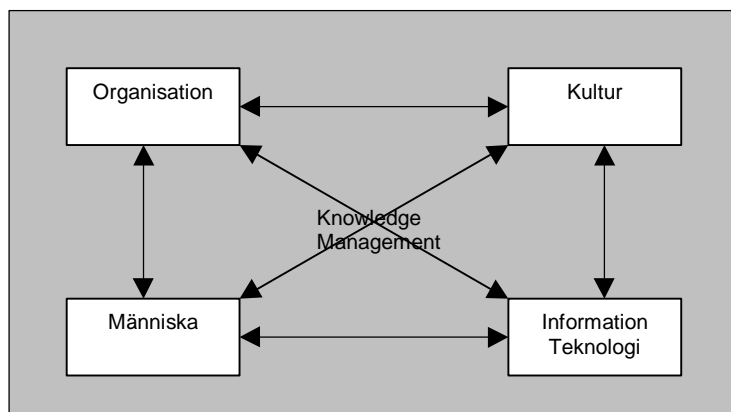 Organisation
Kultur
Knowledge
Management
Människa
Information
Teknologi